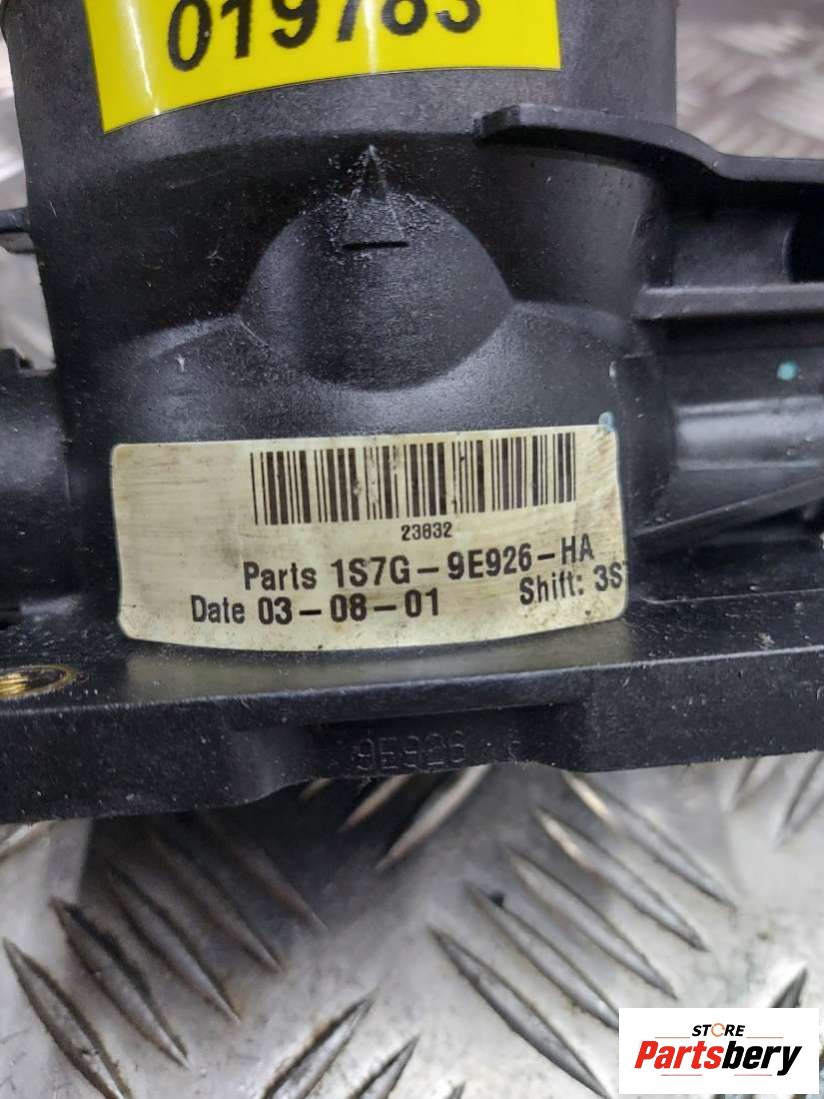 019783
23832
Parts 1S7G-9E926-HA
Date 03-08-01 Shift: 3S
9E926
STORE
Partsbery